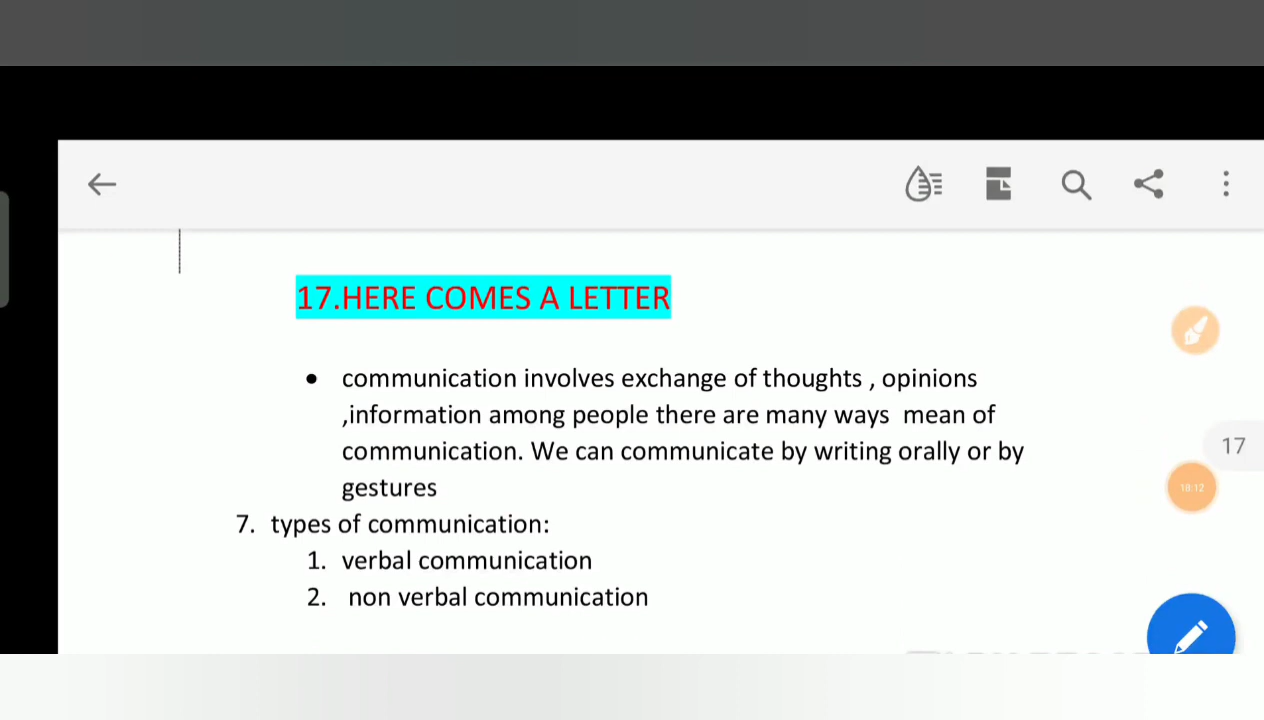 17.HERE COMES A LETTER
• communication involves exchange of thoughts , opinions
,information among people there are many ways mean of
communication. We can communicate by writing orally or by
gestures
17
7. types of communication:
18:12
1. verbal communication
2. non verbal communication